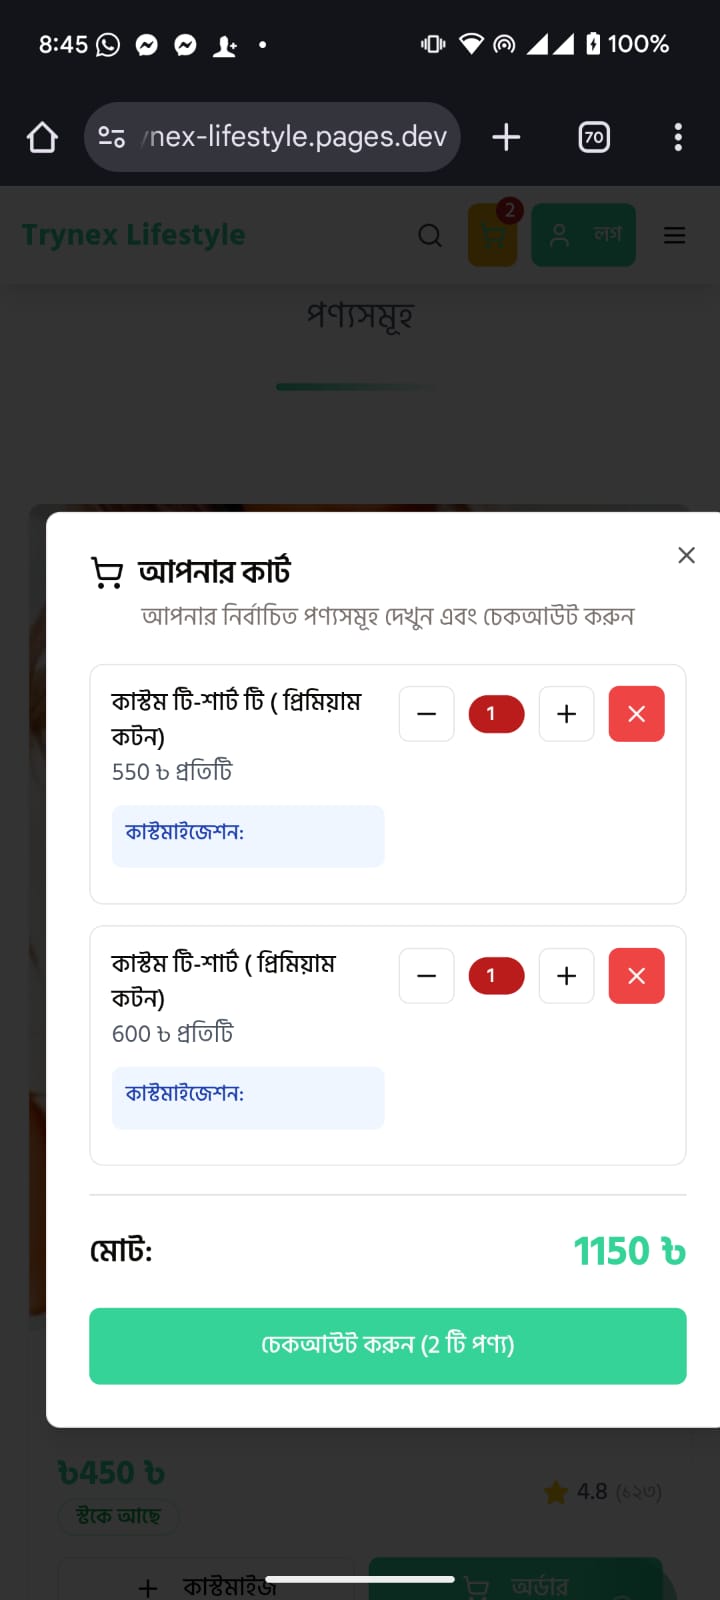 8:45 100%
nex-lifestyle.pages.dev 70
Trynex Lifestyle 2 লগ
পণ্যসমূহ
আপনার কার্ট
আপনার নির্বাচিত পণ্যসমূহ দেখুন এবং চেকআউট করুন
কাস্টম টি-শার্ট টি ( প্রিমিয়াম
কটন)
1
550 ৳ প্রতিটি
কাস্টমাইজেশন:
কাস্টম টি-শার্ট ( প্রিমিয়াম
কটন)
1
600 ৳ প্রতিটি
কাস্টমাইজেশন:
মোট: 1150 ৳
চেকআউট করুন (2 টি পণ্য)
৳450 ৳
4.8 (১২৩)
স্টকে আছে
কাস্টমাইজ অর্ডার